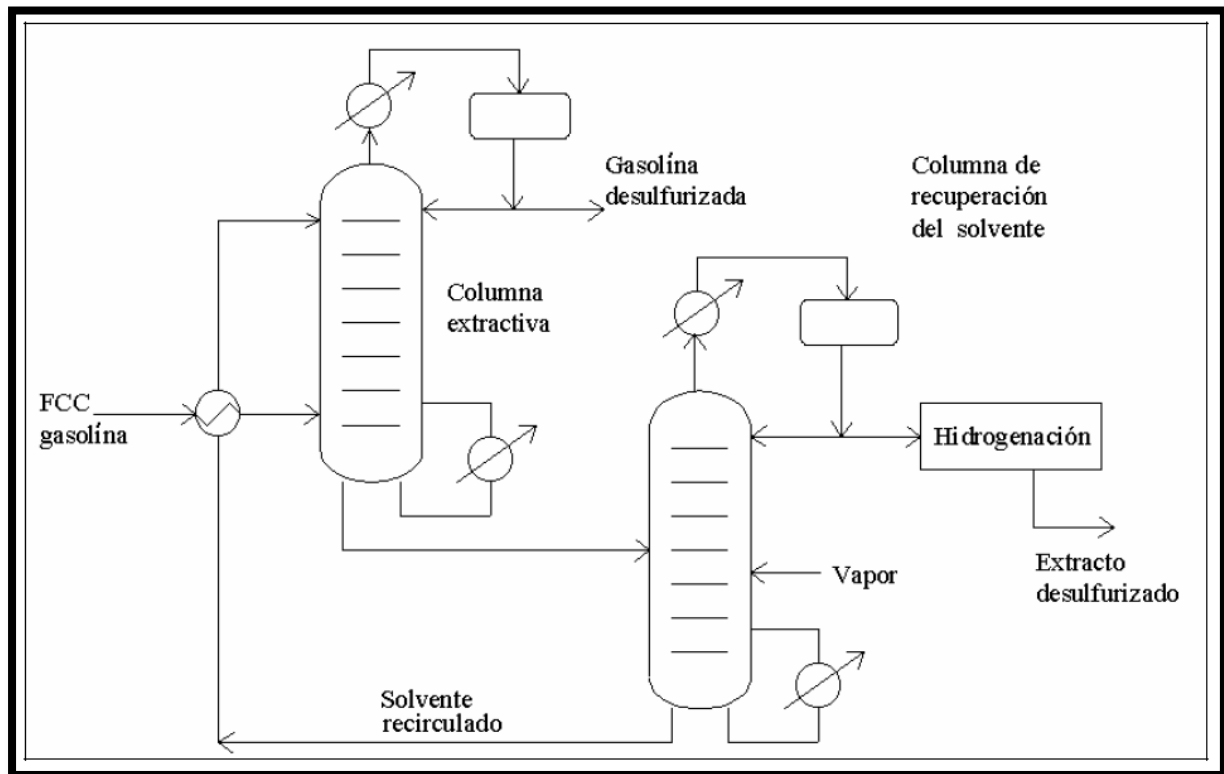 Gasolína
desulfurizada
Columna de
recuperación
del solvente
Columna
extractiva
FCC
gasolína
Hidrogenación
Vapor
Extracto
desulfurizado
Solvente
recirculado